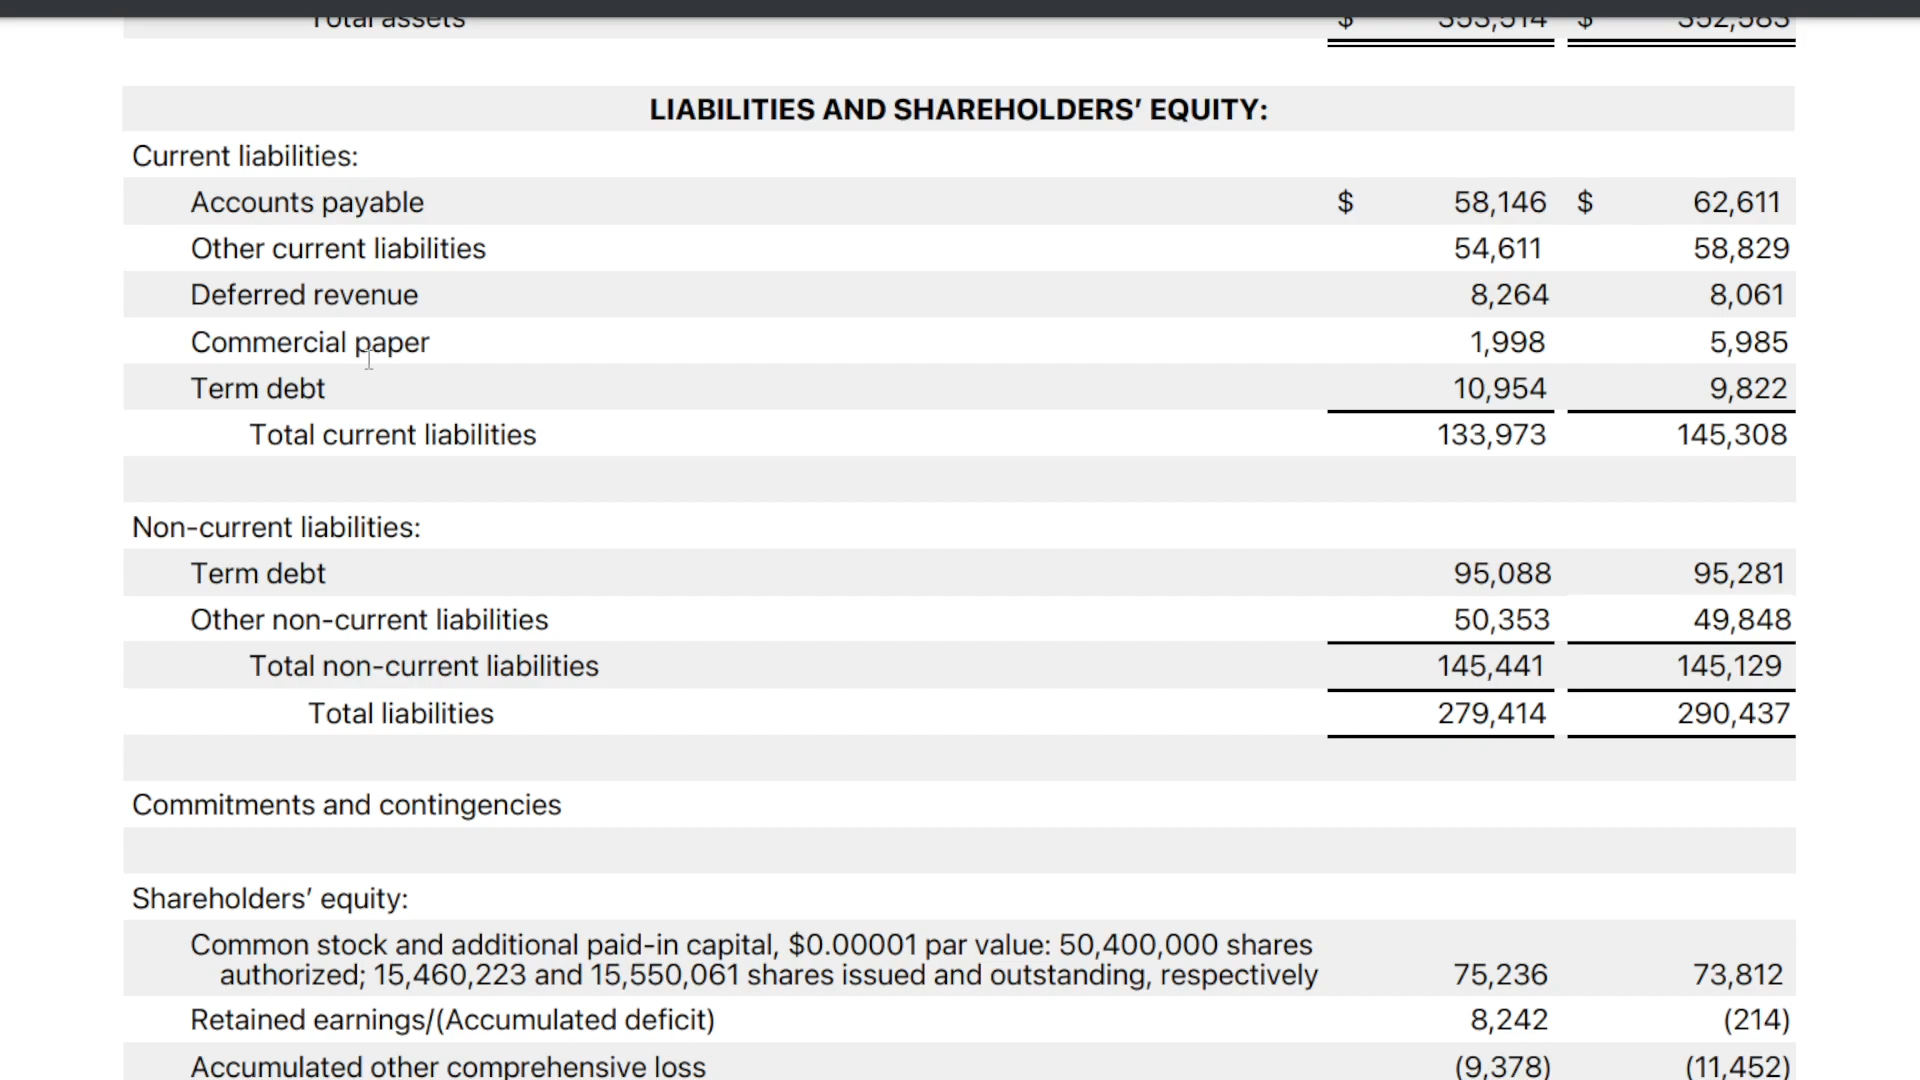 Total assets $ 353,514 $ 352,583
LIABILITIES AND SHAREHOLDERS’ EQUITY:
Current liabilities:
Accounts payable $ 58,146 $ 62,611
Other current liabilities 54,611 58,829
Deferred revenue 8,264 8,061
Commercial paper 1,998 5,985
Term debt 10,954 9,822
Total current liabilities 133,973 145,308
Non-current liabilities:
Term debt 95,088 95,281
Other non-current liabilities 50,353 49,848
Total non-current liabilities 145,441 145,129
Total liabilities 279,414 290,437
Commitments and contingencies
Shareholders’ equity:
Common stock and additional paid-in capital, $0.00001 par value: 50,400,000 shares
authorized; 15,460,223 and 15,550,061 shares issued and outstanding, respectively 75,236 73,812
Retained earnings/(Accumulated deficit) 8,242 (214)
Accumulated other comprehensive loss (9,378) (11,452)